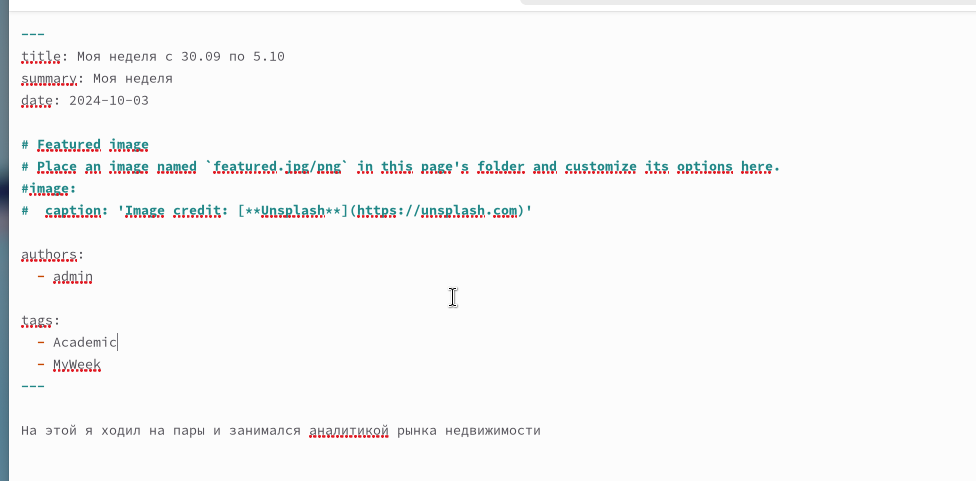 ---
title: Моя неделя с 30.09 по 5.10
summary: Моя неделя
date: 2024-10-03
# Featured image
# Place an image named `featured.jpg/png` in this page's folder and customize its options here.
#image:
#  caption: 'Image credit: [**Unsplash**](https://unsplash.com)'
authors:
  - admin
tags:
  - Academic
  - MyWeek
---
На этой я ходил на пары и занимался аналитикой рынка недвижимости